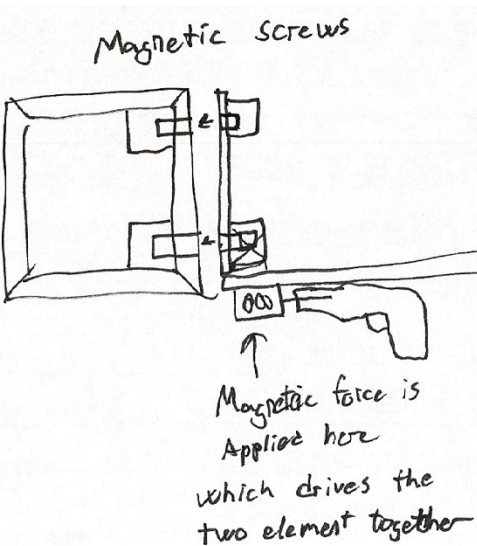 Magnetic screws
Magnetic force is
Applied here
which drives the
two element together